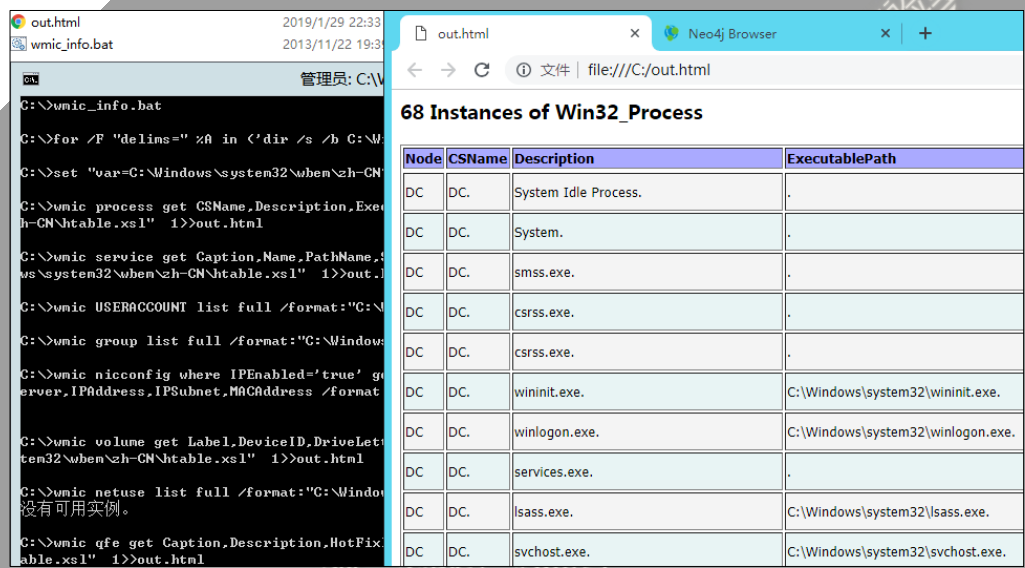 out.html 2019/1/29 22:33
wmic_info.bat 2013/11/22 19:39
管理员: C:\W
C:\>wmic_info.bat
C:\>for /F "delims=" %A in ('dir /s /b C:\W
C:\>set "var=C:\Windows\system32\wbem\zh-CN
C:\>wmic process get CSName,Description,Exe
h-CN\htable.xsl" 1>>out.html
C:\>wmic service get Caption,Name,PathName,S
ws\system32\wbem\zh-CN\htable.xsl" 1>>out.
C:\>wmic USERACCOUNT list full /format:"C:\W
C:\>wmic group list full /format:"C:\Windows
C:\>wmic nicconfig where IPEnabled='true' ge
erver,IPAddress,IPSubnet,MACAddress /format
C:\>wmic volume get Label,DeviceID,DriveLett
tem32\wbem\zh-CN\htable.xsl" 1>>out.html
C:\>wmic netuse list full /format:"C:\Window
没有可用实例。
C:\>wmic qfe get Caption,Description,HotFix
able.xsl" 1>>out.html
out.html Neo4j Browser
文件 file:///C:/out.html
68 Instances of Win32_Process
Node CSName Description ExecutablePath
DC DC. System Idle Process. .
DC DC. System. .
DC DC. smss.exe. .
DC DC. csrss.exe. .
DC DC. csrss.exe. .
DC DC. wininit.exe. C:\Windows\system32\wininit.exe.
DC DC. winlogon.exe. C:\Windows\system32\winlogon.exe.
DC DC. services.exe. .
DC DC. lsass.exe. C:\Windows\system32\lsass.exe.
DC DC. svchost.exe. C:\Windows\system32\svchost.exe.